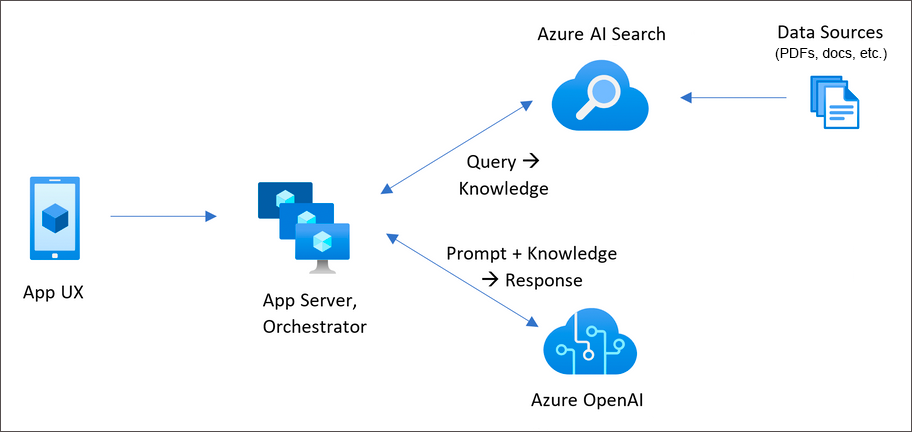 Azure AI Search
Data Sources
(PDFs, docs, etc.)
Query →
Knowledge
Prompt + Knowledge
→ Response
App UX
App Server,
Orchestrator
Azure OpenAI